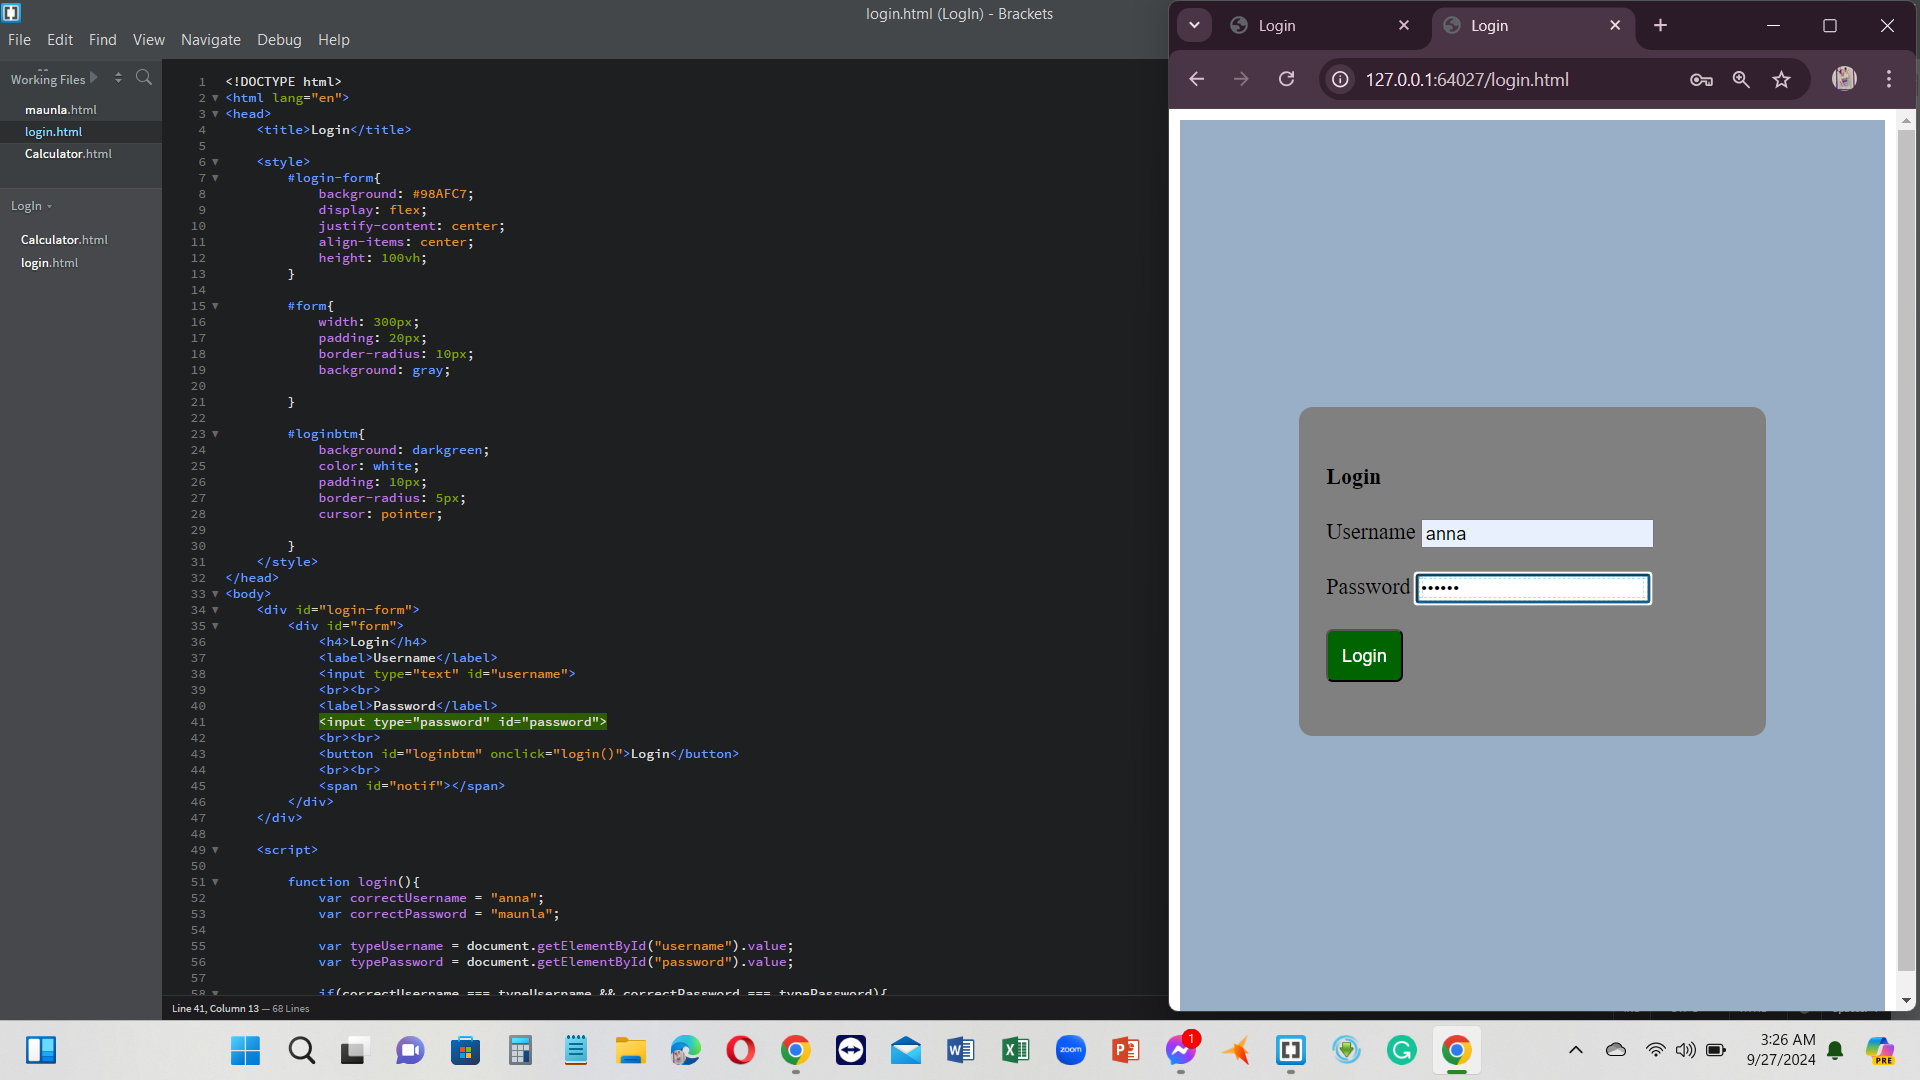 login.html (LogIn) - Brackets
File Edit Find View Navigate Debug Help
Working Files
maunla.html
login.html
Calculator.html
LogIn
Calculator.html
login.html
1 <!DOCTYPE html>
2 <html lang="en">
3 <head>
4 <title>Login</title>
5
6 <style>
7 #login-form{
8 background: #98AFC7;
9 display: flex;
10 justify-content: center;
11 align-items: center;
12 height: 100vh;
13 }
14
15 #form{
16 width: 300px;
17 padding: 20px;
18 border-radius: 10px;
19 background: gray;
20
21 }
22
23 #loginbtm{
24 background: darkgreen;
25 color: white;
26 padding: 10px;
27 border-radius: 5px;
28 cursor: pointer;
29
30 }
31 </style>
32 </head>
33 <body>
34 <div id="login-form">
35 <div id="form">
36 <h4>Login</h4>
37 <label>Username</label>
38 <input type="text" id="username">
39 <br><br>
40 <label>Password</label>
41 <input type="password" id="password">
42 <br><br>
43 <button id="loginbtm" onclick="login()">Login</button>
44 <br><br>
45 <span id="notif"></span>
46 </div>
47 </div>
48
49 <script>
50
51 function login(){
52 var correctUsername = "anna";
53 var correctPassword = "maunla";
54
55 var typeUsername = document.getElementById("username").value;
56 var typePassword = document.getElementById("password").value;
57
58 if(correctUsername === typeUsername && correctPassword === typePassword){
Line 41, Column 13 — 68 Lines
Login
Login
127.0.0.1:64027/login.html
Login
Username anna
Password ••••••
Login
zoom
1
PRE
3:26 AM
9/27/2024